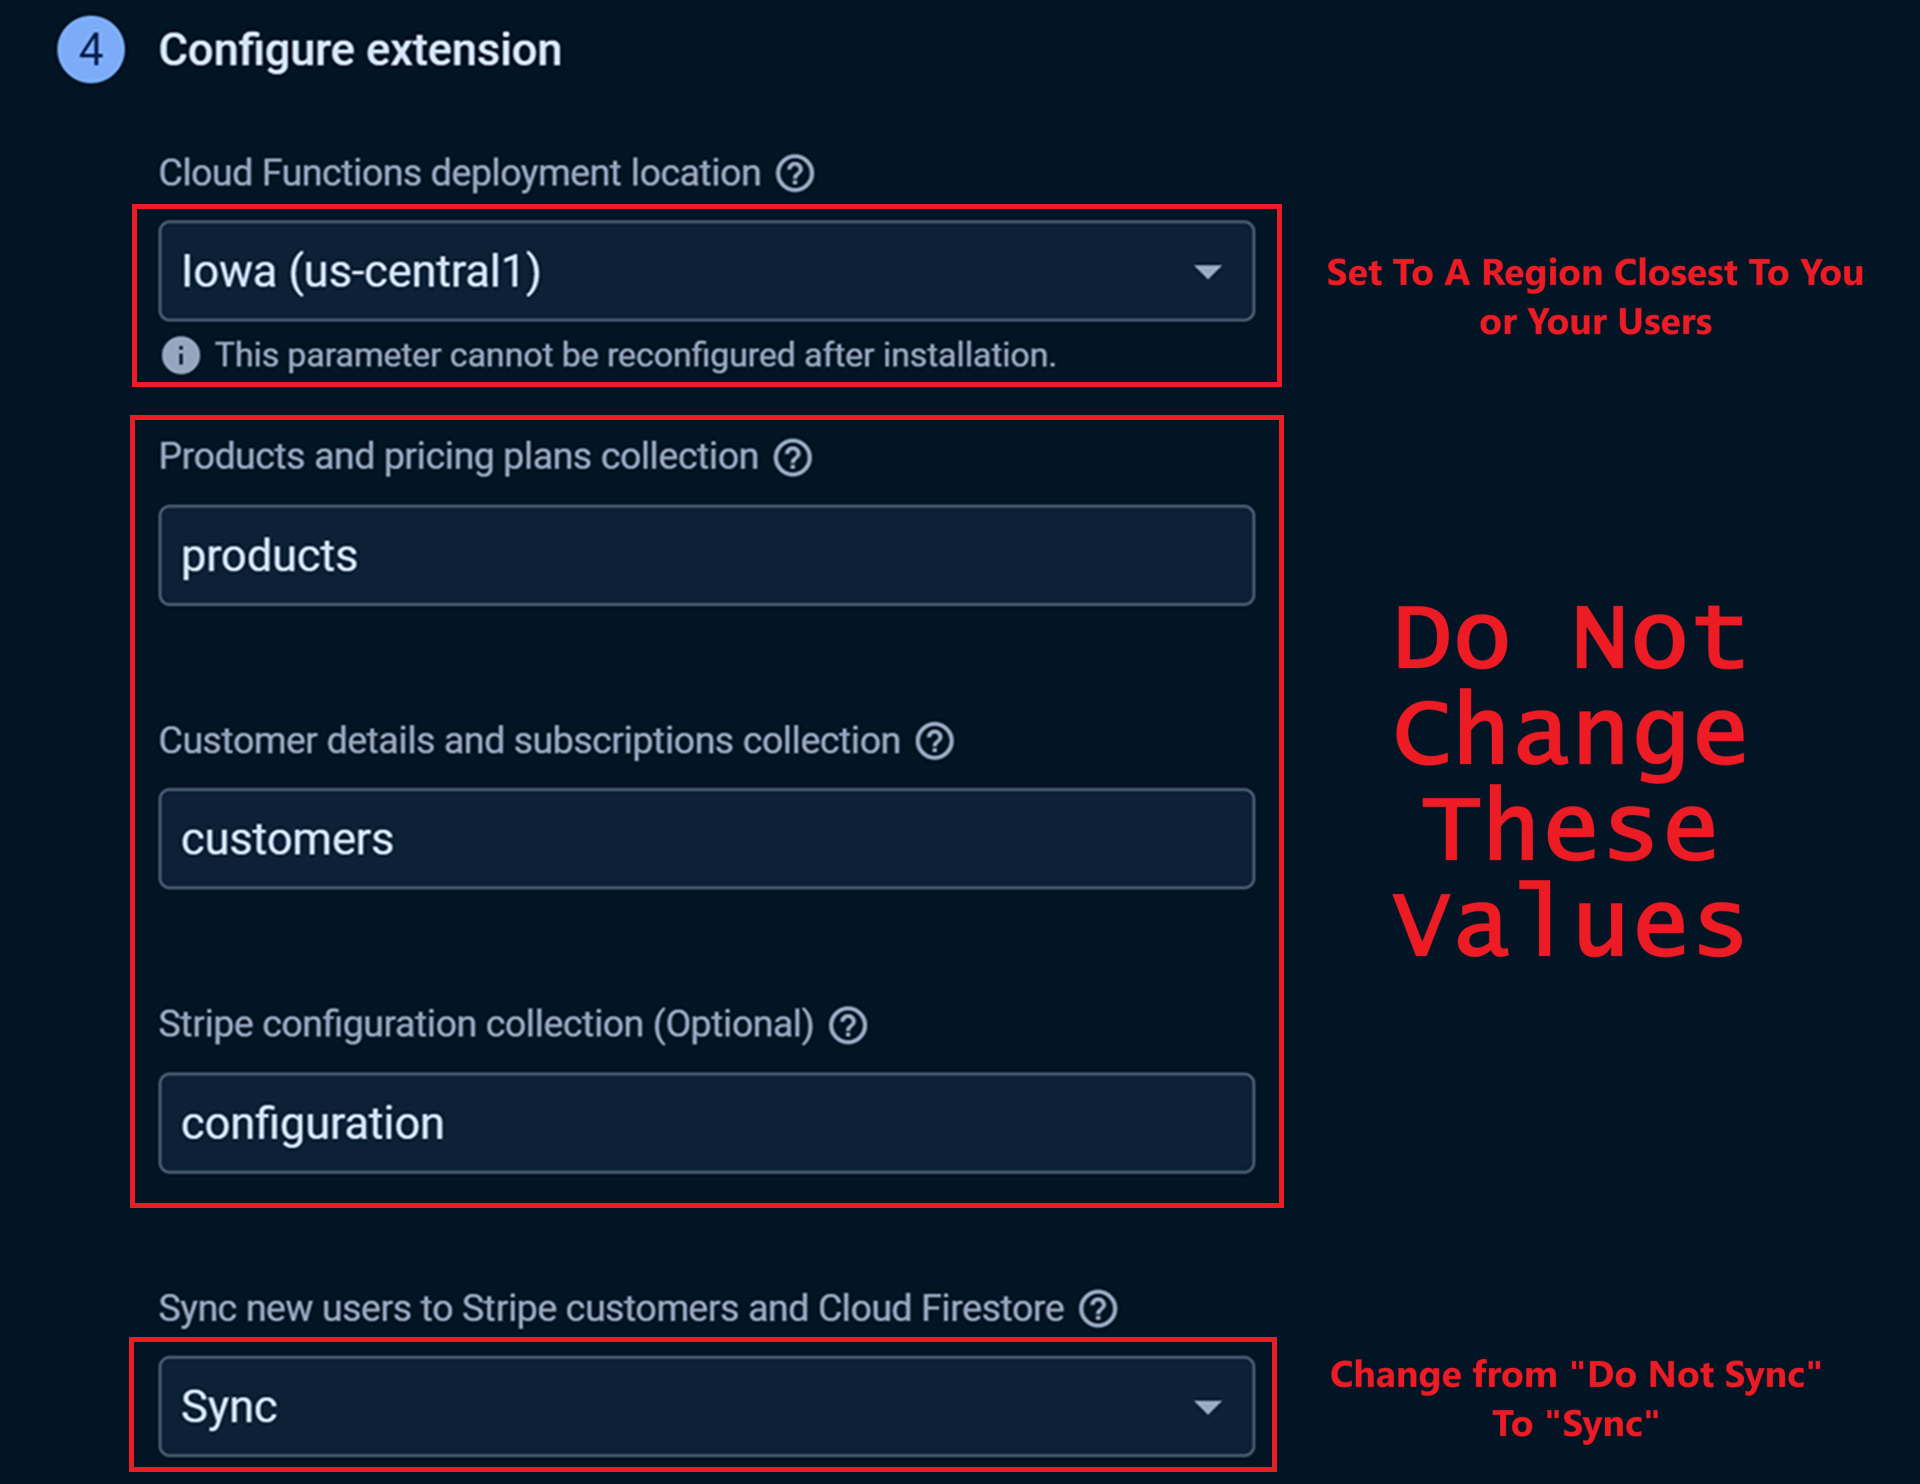 4 Configure extension
Cloud Functions deployment location
Iowa (us-central1)
This parameter cannot be reconfigured after installation.
Set To A Region Closest To You
or Your Users
Products and pricing plans collection
products
Customer details and subscriptions collection
customers
Stripe configuration collection (Optional)
configuration
Do Not
Change
These
Values
Sync new users to Stripe customers and Cloud Firestore
Sync
Change from "Do Not Sync"
To "Sync"